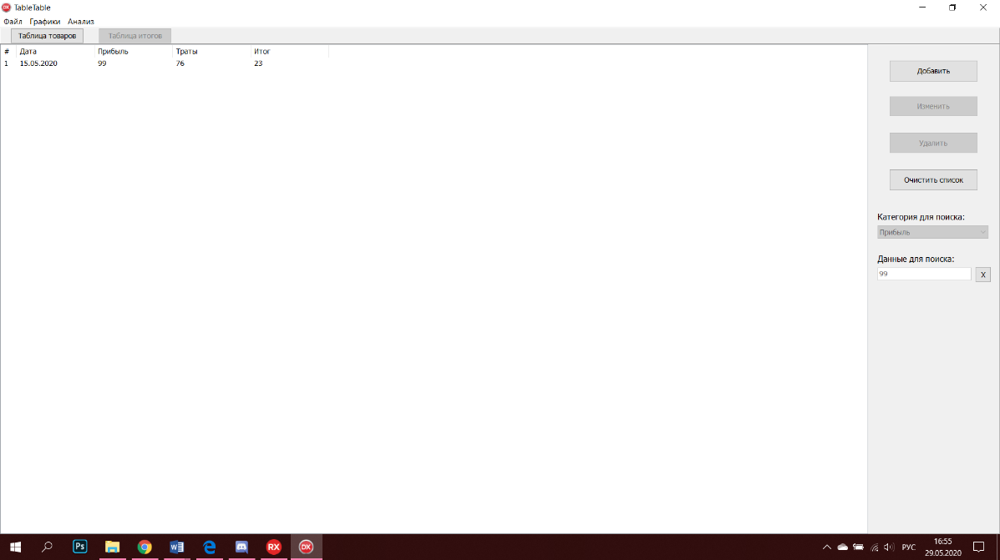 TableTable
Файл Графики Анализ
Таблица товаров Таблица итогов
# Дата Прибыль Траты Итог
1 15.05.2020 99 76 23
Добавить
Изменить
Удалить
Очистить список
Категория для поиска:
Прибыль
Данные для поиска:
99 X
Ps RX DX РУС 16:55
29.05.2020